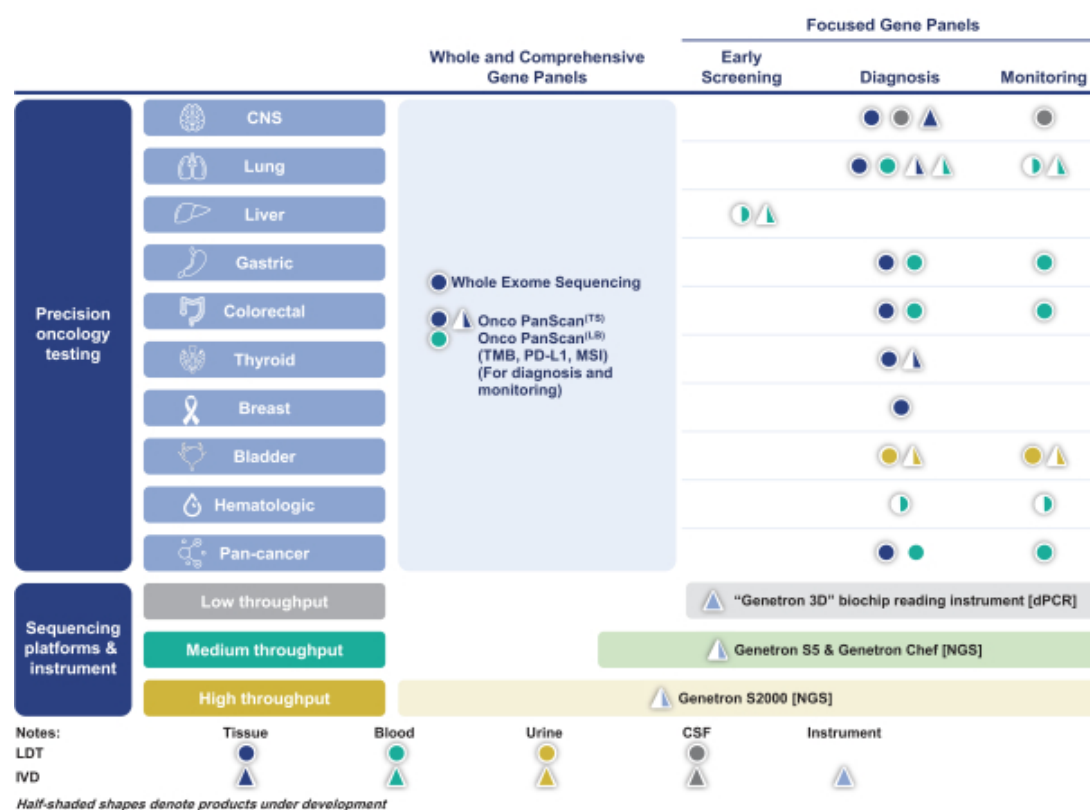 Focused Gene Panels
Whole and Comprehensive
Gene Panels
Early
Screening
Diagnosis
Monitoring
Precision
oncology
testing
CNS
Lung
Liver
Gastric
Colorectal
Thyroid
Breast
Bladder
Hematologic
Pan-cancer
Whole Exome Sequencing
Onco PanScan(TS)
Onco PanScan(LB)
(TMB, PD-L1, MSI)
(For diagnosis and
monitoring)
Sequencing
platforms &
instrument
Low throughput
"Genetron 3D" biochip reading instrument [dPCR]
Medium throughput
Genetron S5 & Genetron Chef [NGS]
High throughput
Genetron S2000 [NGS]
Notes: Tissue Blood Urine CSF Instrument
LDT
IVD
Half-shaded shapes denote products under development